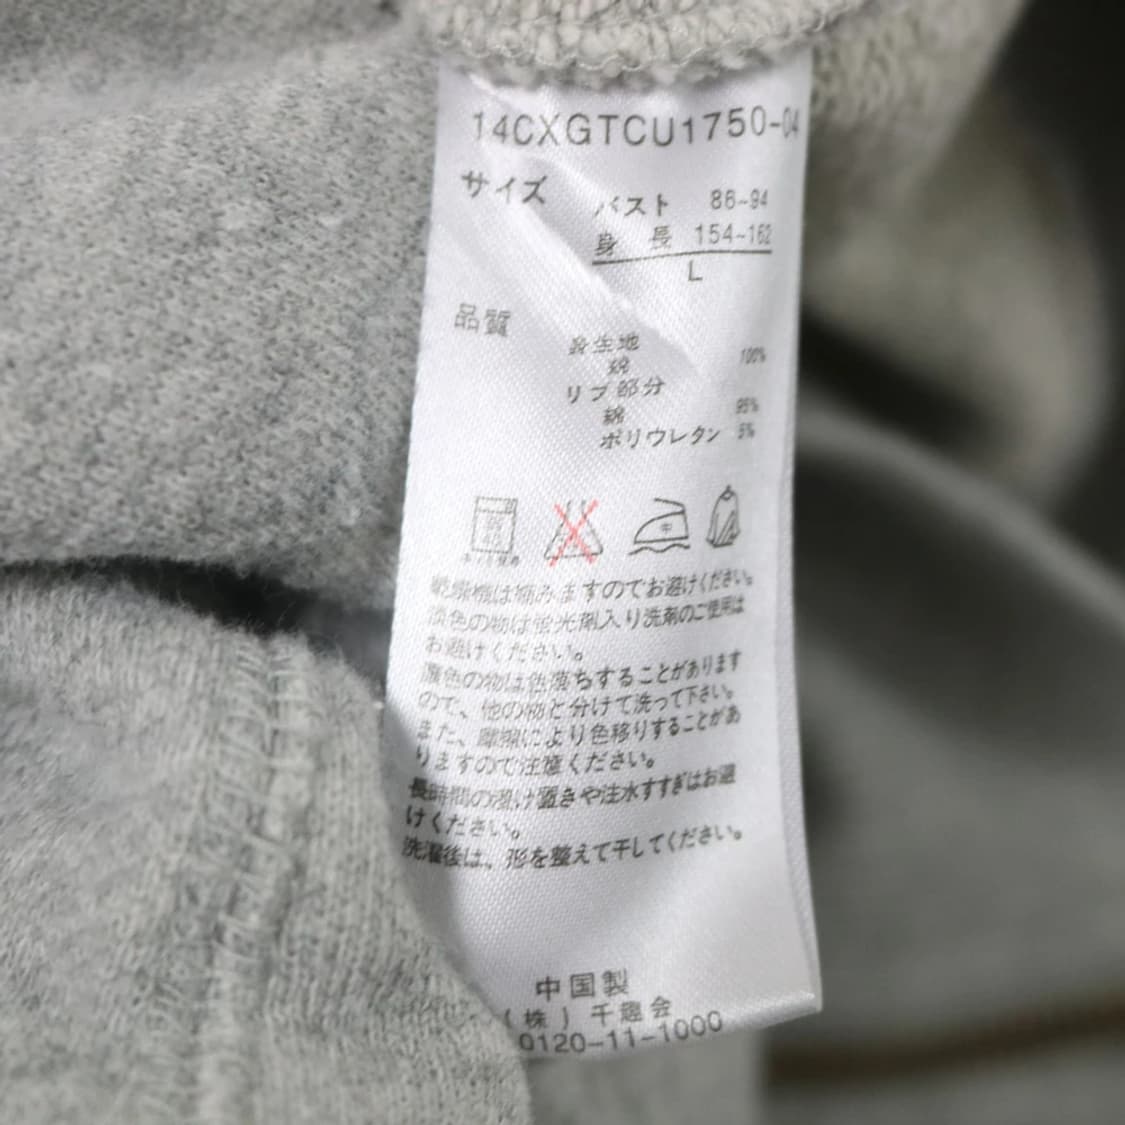 14CXGTCU1750-04
サイズ バスト 86~94
身 長 154~162
L
品質
身生地
綿 100%
リブ部分
綿 95%
ポリウレタン 5%
中
乾燥機は縮みますのでお避けください。
淡色の物は蛍光剤入り洗剤のご使用は
お避けください。
濃色の物は色落ちすることがあります
ので、他の物と分けて洗って下さい。
また、摩擦により色移りすることがあ
りますのでご注意ください。
長時間の浸け置きや注水すすぎはお避
けください。
洗濯後は、形を整えて干してください。
中国製
(株)千趣会
0120-11-1000